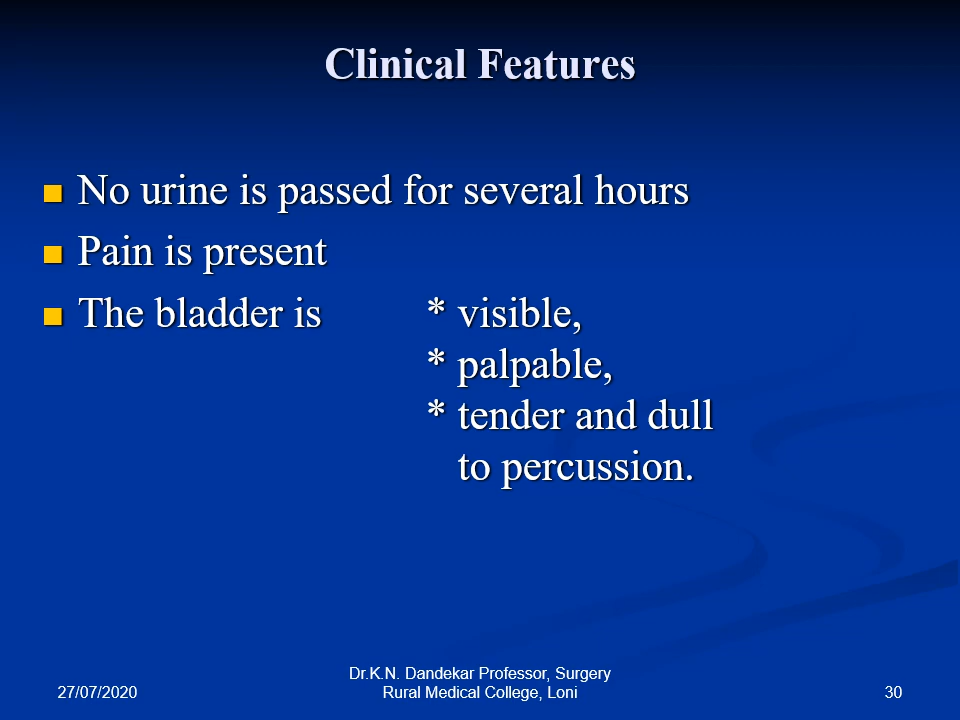 Clinical Features
No urine is passed for several hours
Pain is present
The bladder is * visible,
* palpable,
* tender and dull
to percussion.
27/07/2020
Dr.K.N. Dandekar Professor, Surgery
Rural Medical College, Loni
30